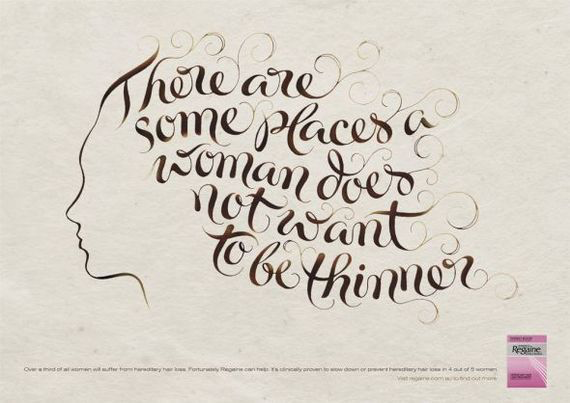 There are
some places a
woman does
not want
to be thinner
Over a third of all women will suffer from hereditary hair loss. Fortunately Regaine can help. It's clinically proven to slow down or prevent hereditary hair loss in 4 out of 5 women.
Visit regaine.com.au to find out more
Regaine